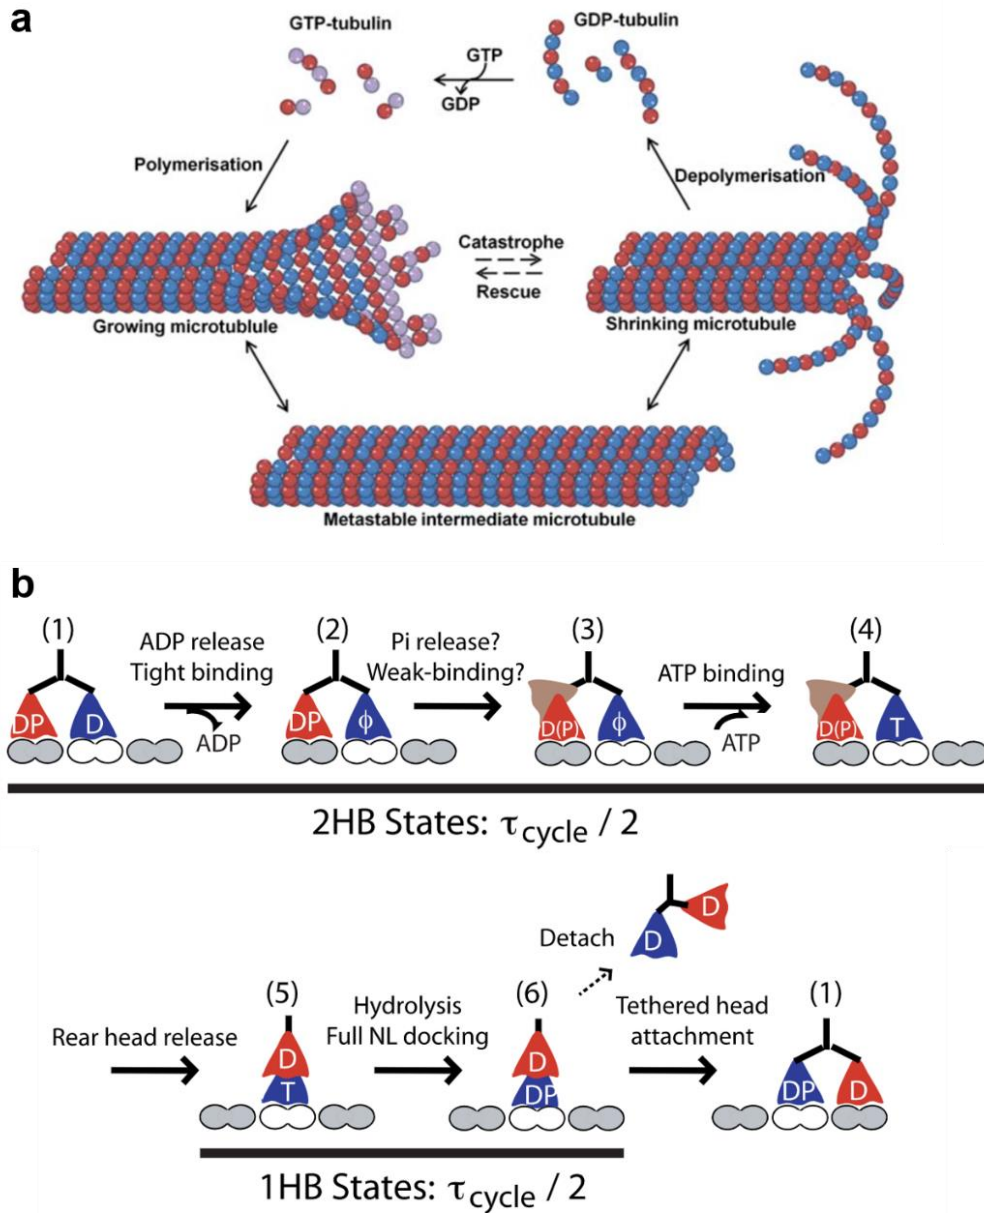 a
GTP-tubulin
GDP-tubulin
GTP
GDP
Polymerisation
Depolymerisation
Catastrophe
Rescue
Growing microtublule
Shrinking microtubule
Metastable intermediate microtubule
b
(1)
ADP release
Tight binding
ADP
(2)
Pi release?
Weak-binding?
(3)
ATP binding
ATP
(4)
DP D
DP ϕ
D(P) ϕ
D(P) T
2HB States: τcycle / 2
Detach
D D
Rear head release
(5)
Hydrolysis
Full NL docking
(6)
Tethered head
attachment
(1)
D
T
D
DP
DP D
1HB States: τcycle / 2